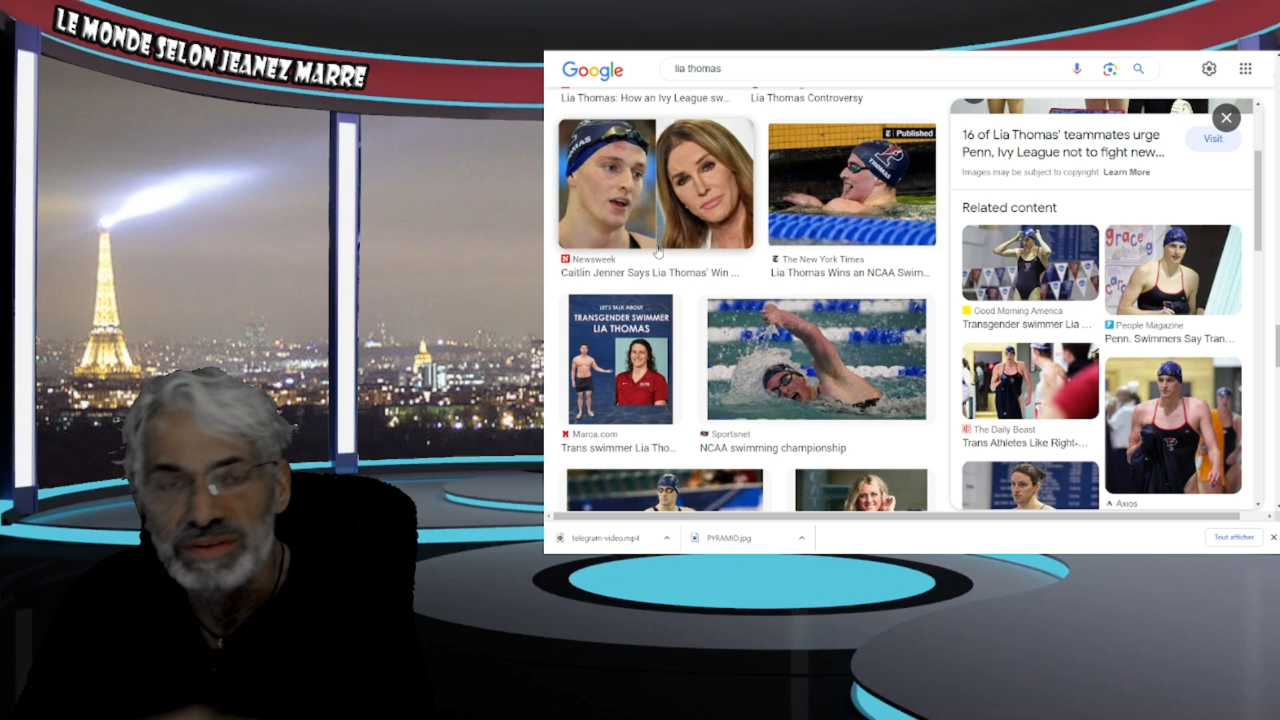 LE MONDE SELON JEANEZ MARRE
Google
lia thomas
Lia Thomas: How an Ivy League sw...
Lia Thomas Controversy
16 of Lia Thomas' teammates urge
Penn, Ivy League not to fight new...
Visit
Images may be subject to copyright. Learn More
Related content
THOMAS
Published
THOMAS
Newsweek
Caitlin Jenner Says Lia Thomas' Win ...
The New York Times
Lia Thomas Wins an NCAA Swim...
LET'S TALK ABOUT
TRANSGENDER SWIMMER
LIA THOMAS
Marca.com
Trans swimmer Lia Tho...
Sportsnet
NCAA swimming championship
Good Morning America
Transgender swimmer Lia ...
grace
People Magazine
Penn. Swimmers Say Tran...
The Daily Beast
Trans Athletes Like Right-...
Axios
telegram-video.mp4
PYRAMID.jpg
Tout afficher